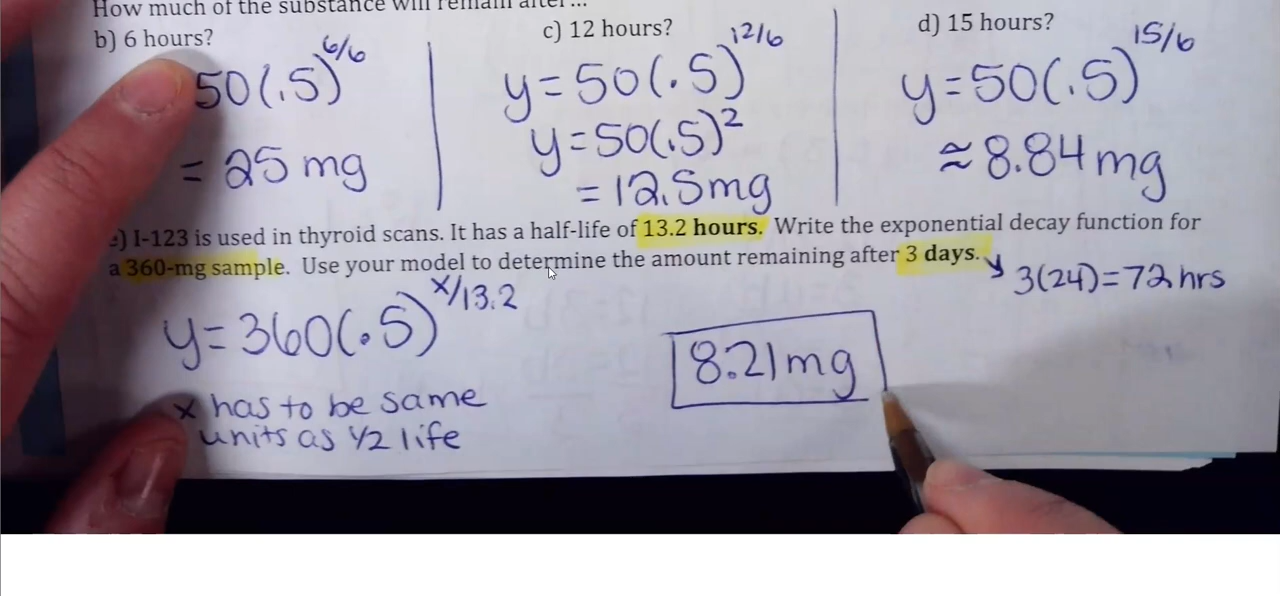 How much of the substance will remain after ...
b) 6 hours?
50(.5)^6/6
= 25 mg
c) 12 hours?
y = 50(.5)^12/6
y = 50(.5)^2
= 12.5mg
d) 15 hours?
y = 50(.5)^15/6
≈ 8.84 mg
e) I-123 is used in thyroid scans. It has a half-life of 13.2 hours. Write the exponential decay function for
a 360-mg sample. Use your model to determine the amount remaining after 3 days.
3(24) = 72 hrs
y = 360(.5)^x/13.2
8.21mg
x has to be same
units as 1/2 life